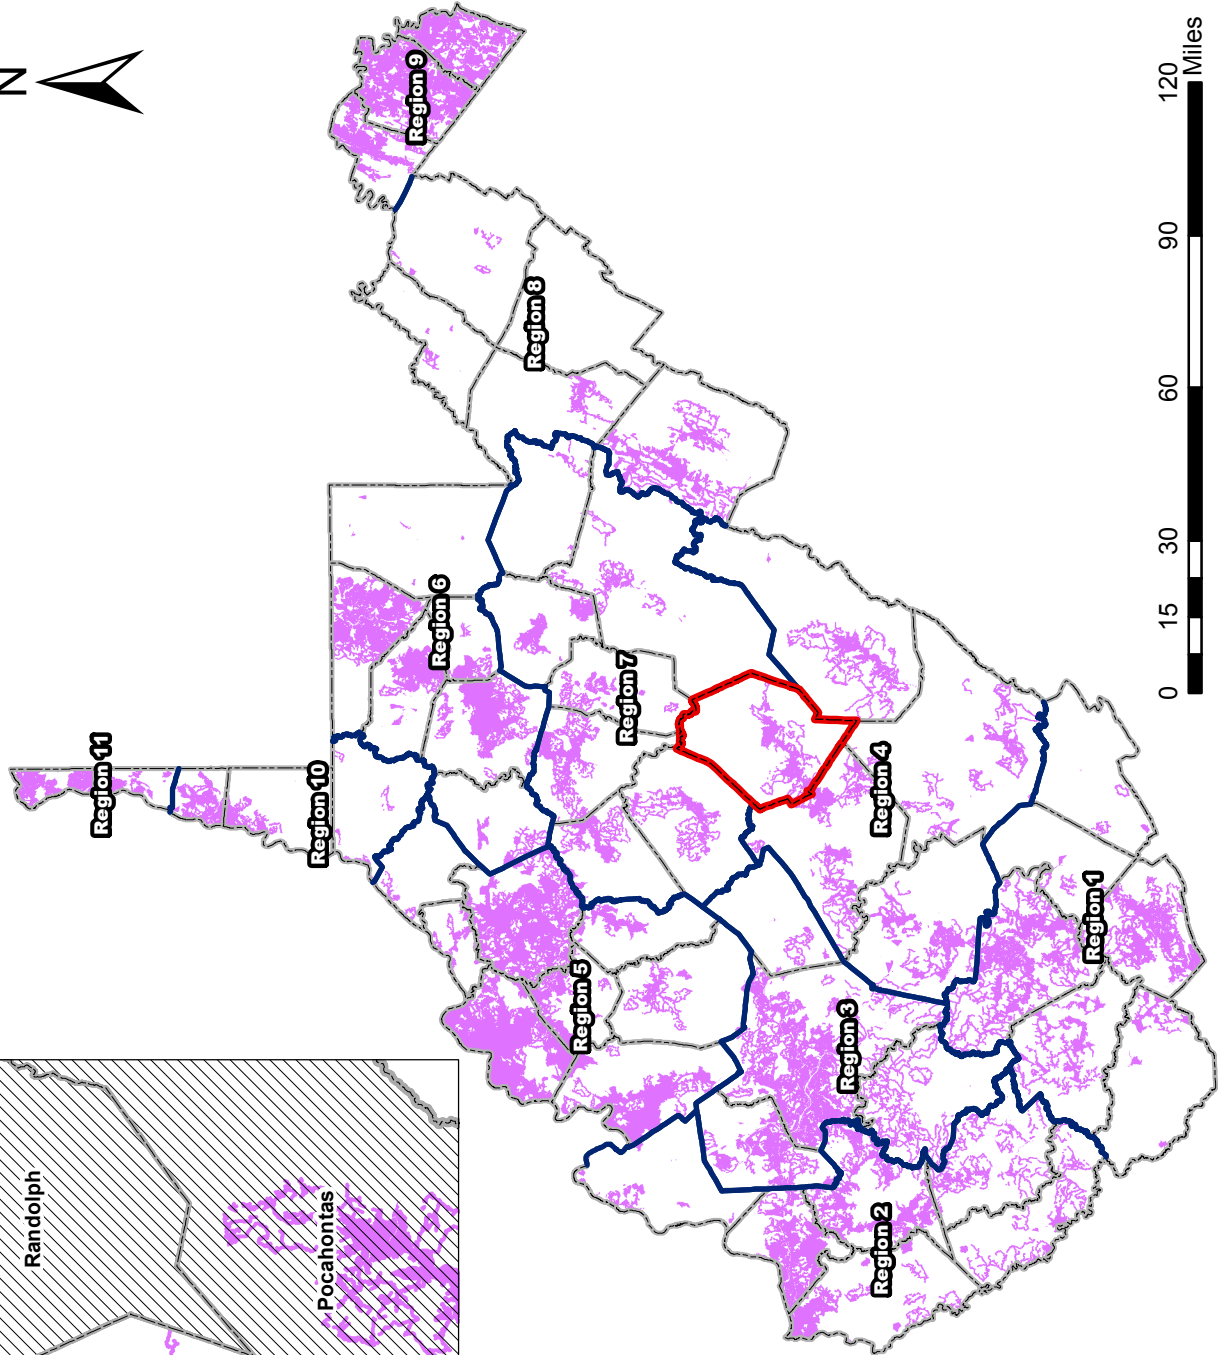 N
Region 11
Region 10
Region 9
Region 8
Region 6
Region 7
Region 5
Region 4
Region 3
Region 2
Region 1
Randolph
Pocahontas
0 15 30 60 90 120
Miles